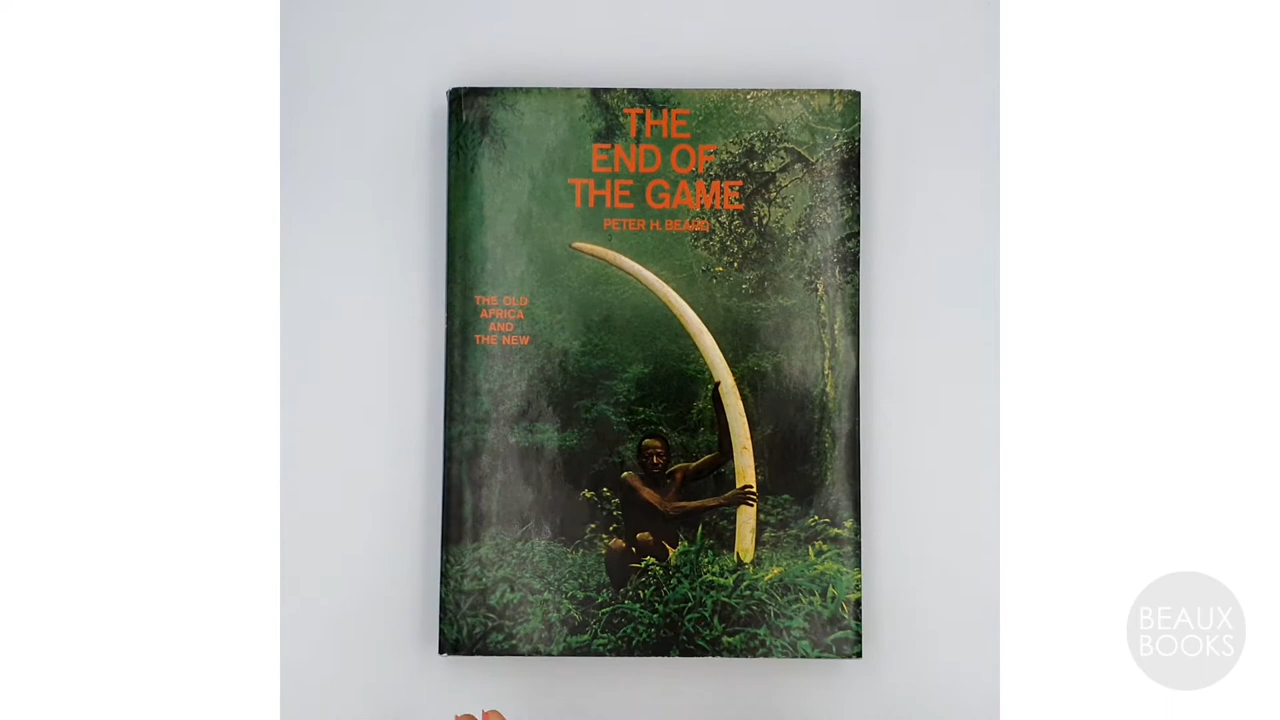 THE
END OF
THE GAME
PETER H. BEARD
THE OLD
AFRICA
AND
THE NEW
BEAUX
BOOKS